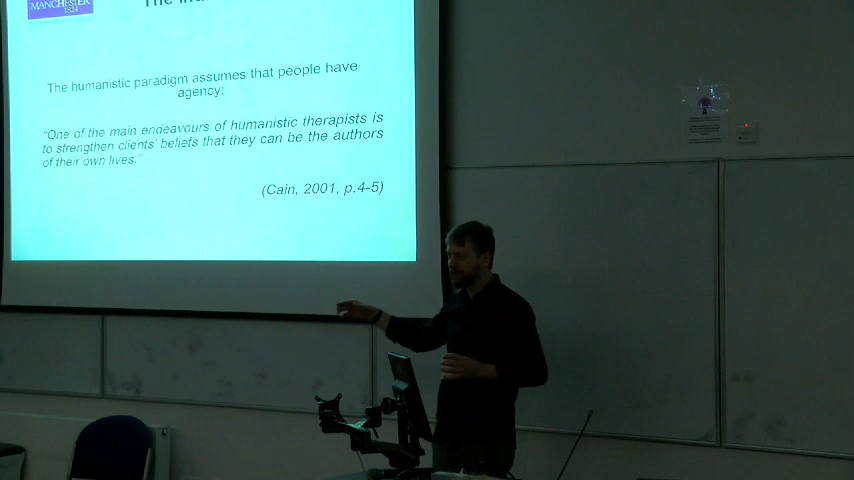 MANCHESTER
1824
The
The humanistic paradigm assumes that people have
agency:
"One of the main endeavours of humanistic therapists is
to strengthen clients' beliefs that they can be the authors
of their own lives."
(Cain, 2001, p.4-5)